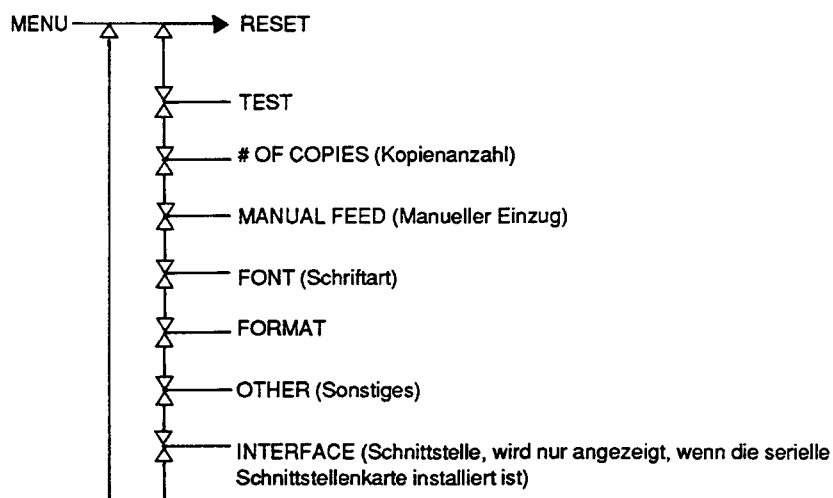 MENU RESET
TEST
# OF COPIES (Kopienanzahl)
MANUAL FEED (Manueller Einzug)
FONT (Schriftart)
FORMAT
OTHER (Sonstiges)
INTERFACE (Schnittstelle, wird nur angezeigt, wenn die serielle
Schnittstellenkarte installiert ist)